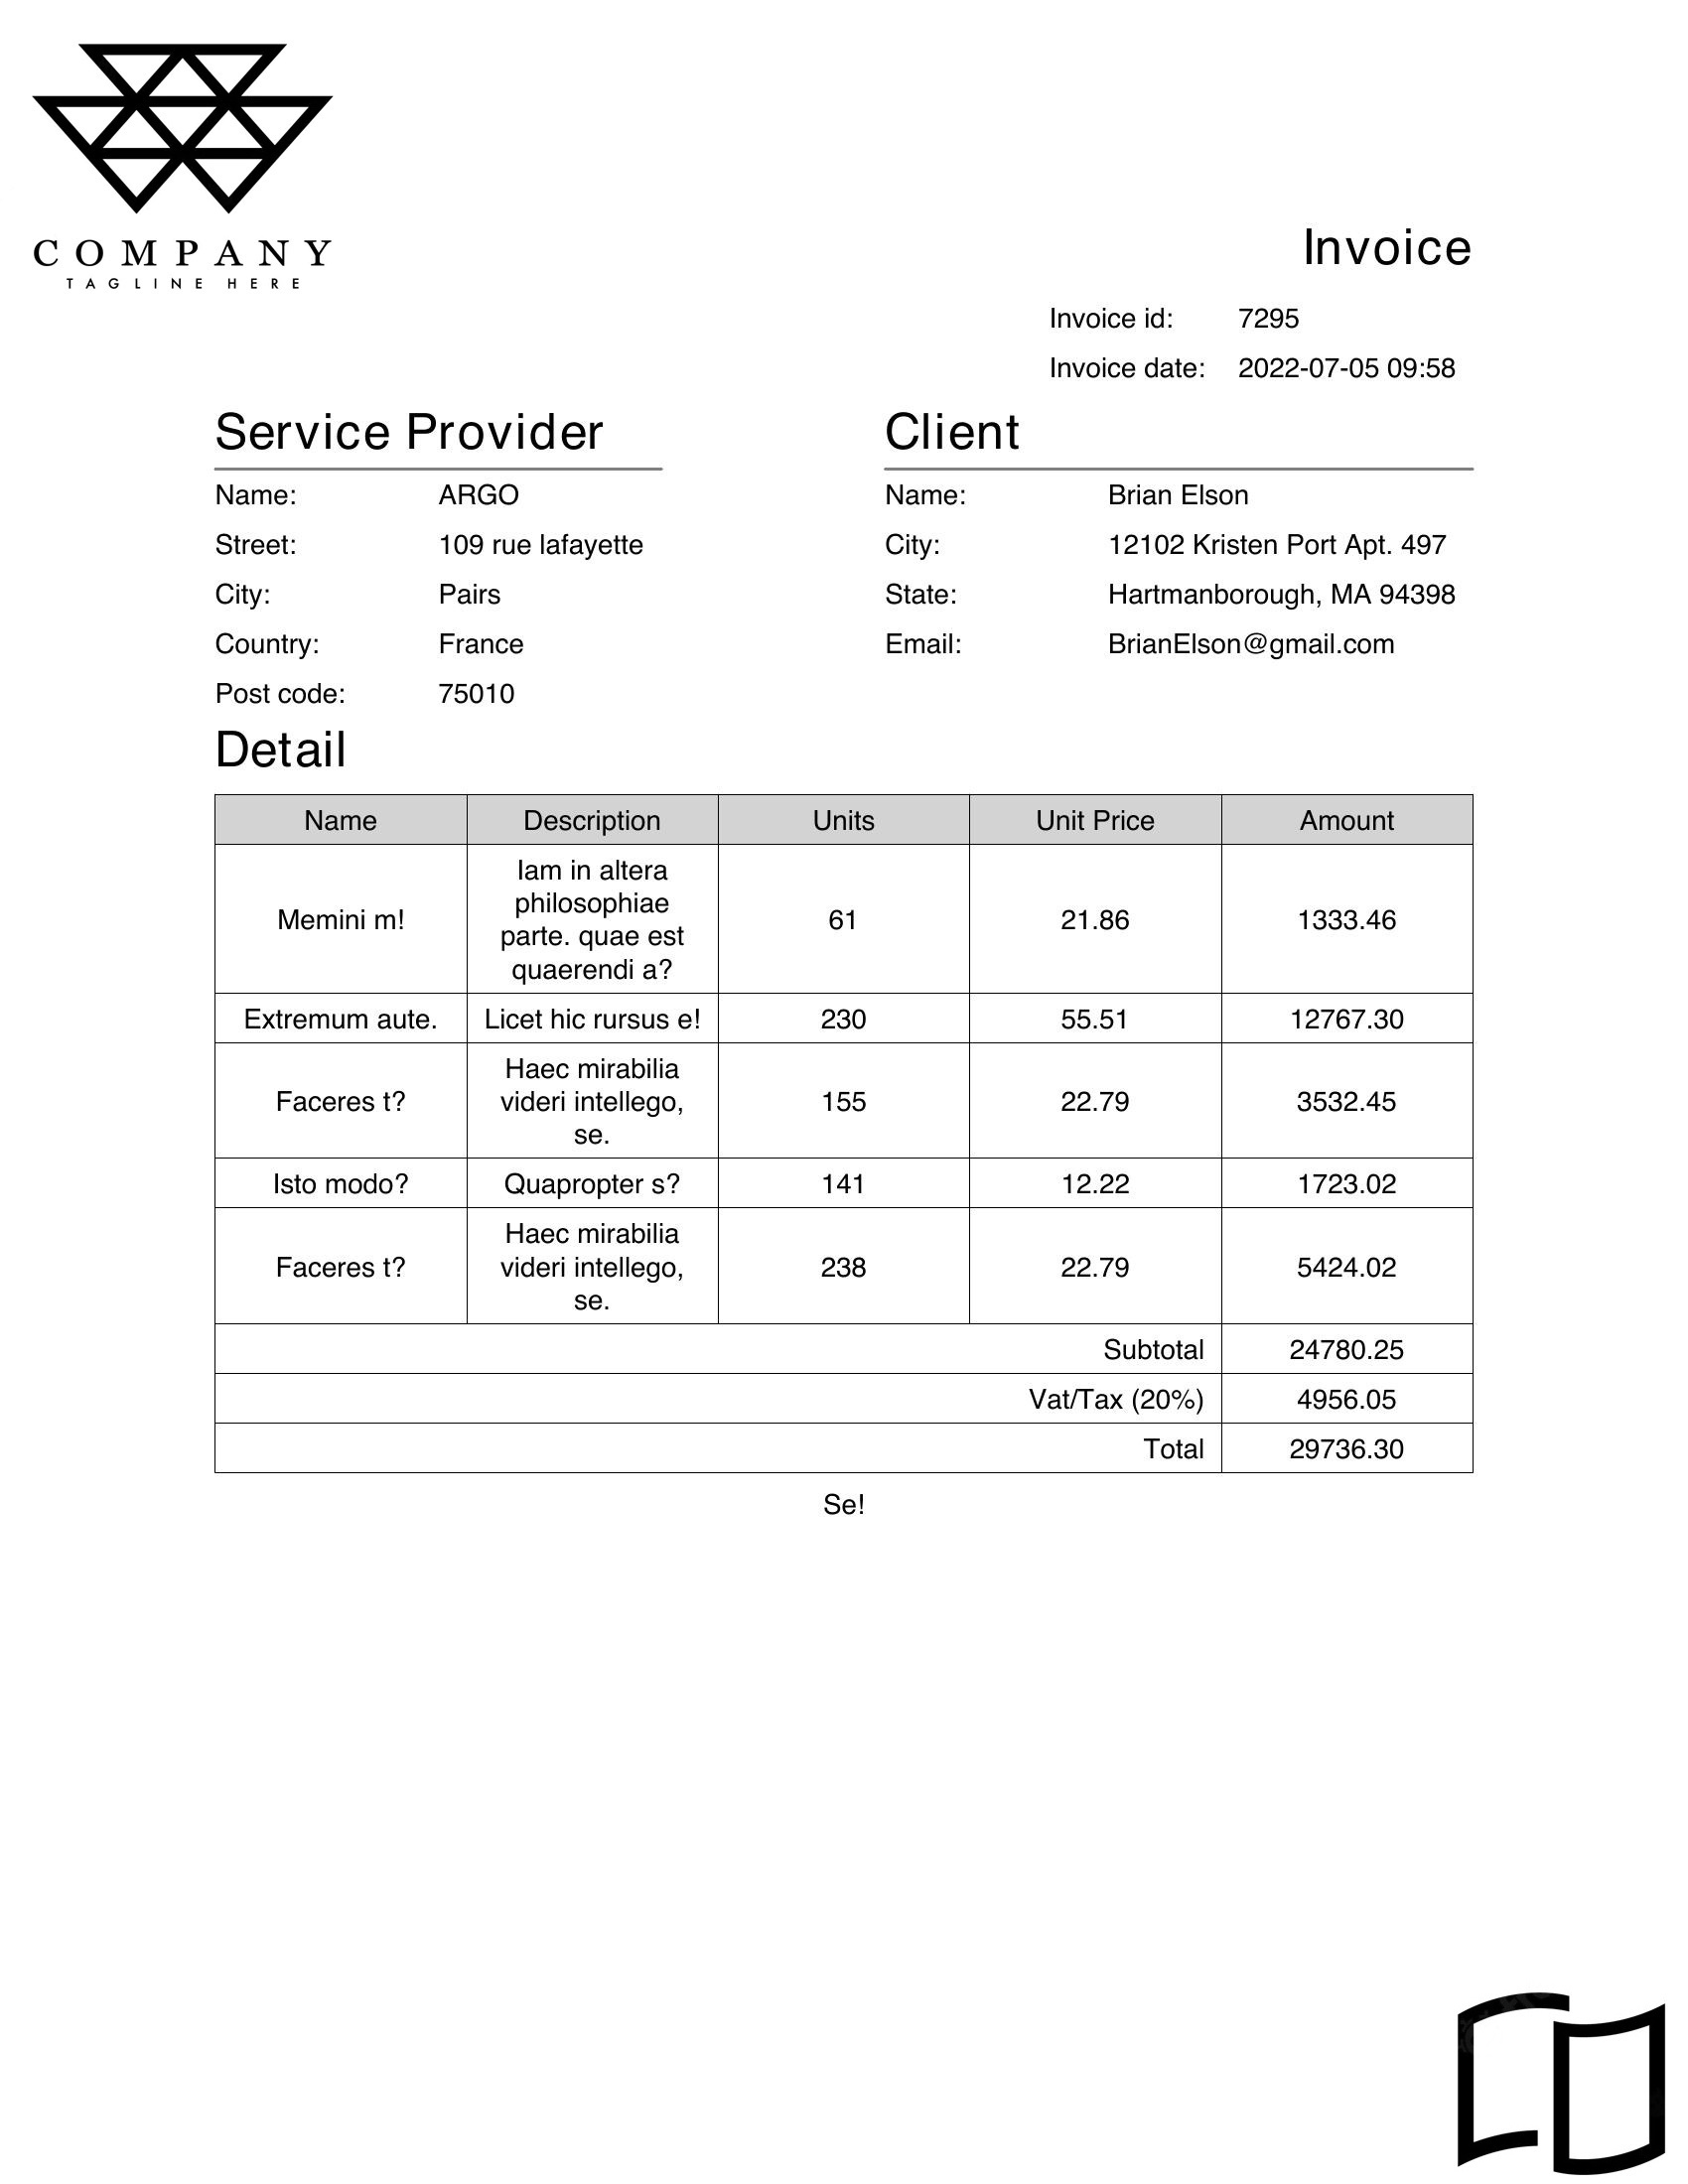 COMPANY
TAGLINE HERE
Invoice
Invoice id: 7295
Invoice date: 2022-07-05 09:58
Service Provider
Name: ARGO
Street: 109 rue lafayette
City: Pairs
Country: France
Post code: 75010
Client
Name: Brian Elson
City: 12102 Kristen Port Apt. 497
State: Hartmanborough, MA 94398
Email: BrianElson@gmail.com
Detail
Name Description Units Unit Price Amount
Memini m! Iam in altera
philosophiae
parte. quae est
quaerendi a? 61 21.86 1333.46
Extremum aute. Licet hic rursus e! 230 55.51 12767.30
Faceres t? Haec mirabilia
videri intellego,
se. 155 22.79 3532.45
Isto modo? Quapropter s? 141 12.22 1723.02
Faceres t? Haec mirabilia
videri intellego,
se. 238 22.79 5424.02
Subtotal 24780.25
Vat/Tax (20%) 4956.05
Total 29736.30
Se!